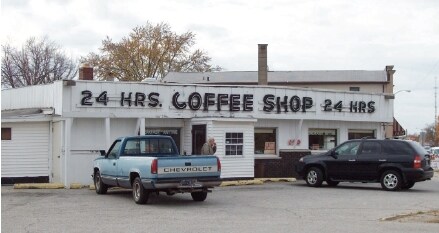 24 HRS. COFFEE SHOP 24 HRS
CHEVROLET